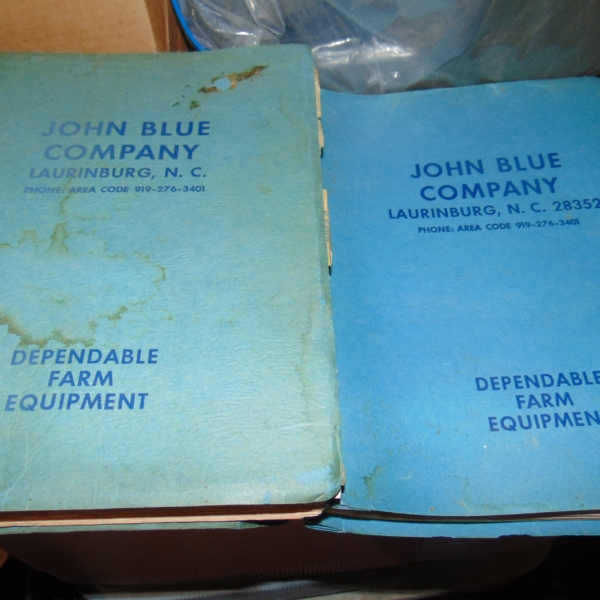 JOHN BLUE
COMPANY
LAURINBURG, N. C.
PHONE: AREA CODE 919-276-3401
DEPENDABLE
FARM
EQUIPMENT
JOHN BLUE
COMPANY
LAURINBURG, N. C. 28352
PHONE: AREA CODE 919-276-3401
DEPENDABLE
FARM
EQUIPMEN